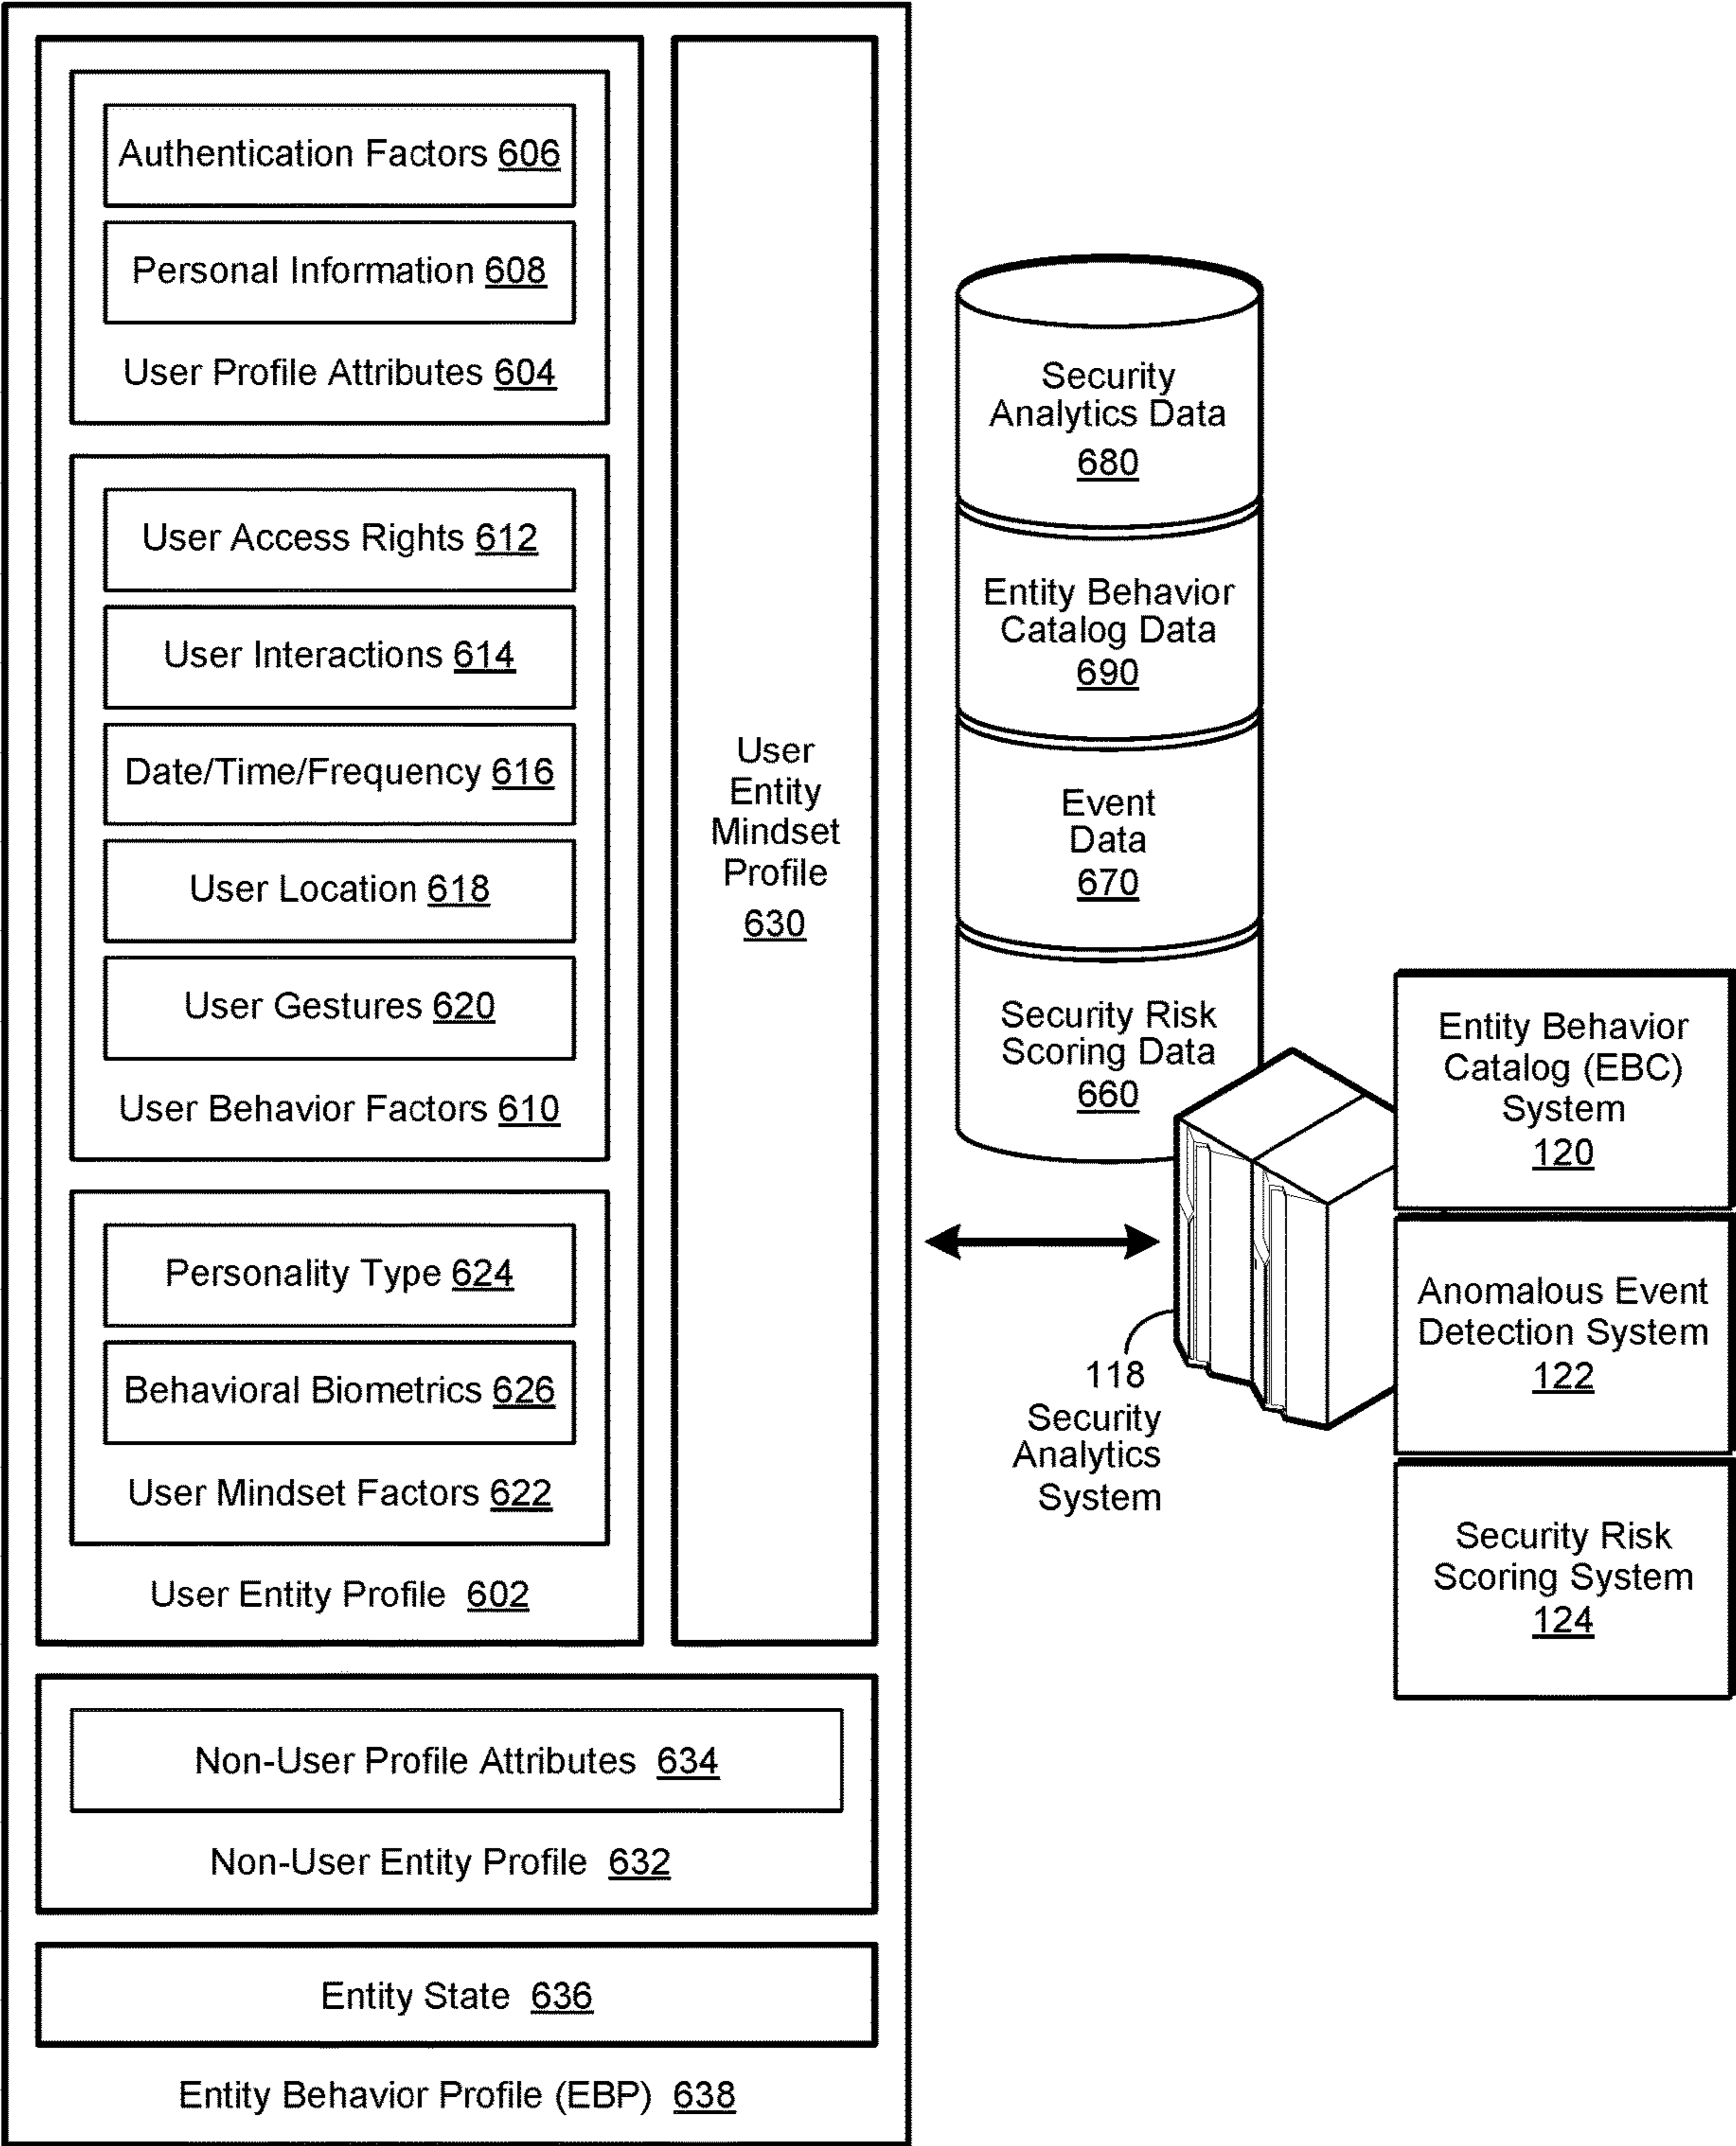 Authentication Factors 606
Personal Information 608
User Profile Attributes 604
User Access Rights 612
User Interactions 614
Date/Time/Frequency 616
User Location 618
User Gestures 620
User Behavior Factors 610
Personality Type 624
Behavioral Biometrics 626
User Mindset Factors 622
User Entity Profile 602
User
Entity
Mindset
Profile
630
Non-User Profile Attributes 634
Non-User Entity Profile 632
Entity State 636
Entity Behavior Profile (EBP) 638
Security
Analytics Data
680
Entity Behavior
Catalog Data
690
Event
Data
670
Security Risk
Scoring Data
660
118
Security
Analytics
System
Entity Behavior
Catalog (EBC)
System
120
Anomalous Event
Detection System
122
Security Risk
Scoring System
124